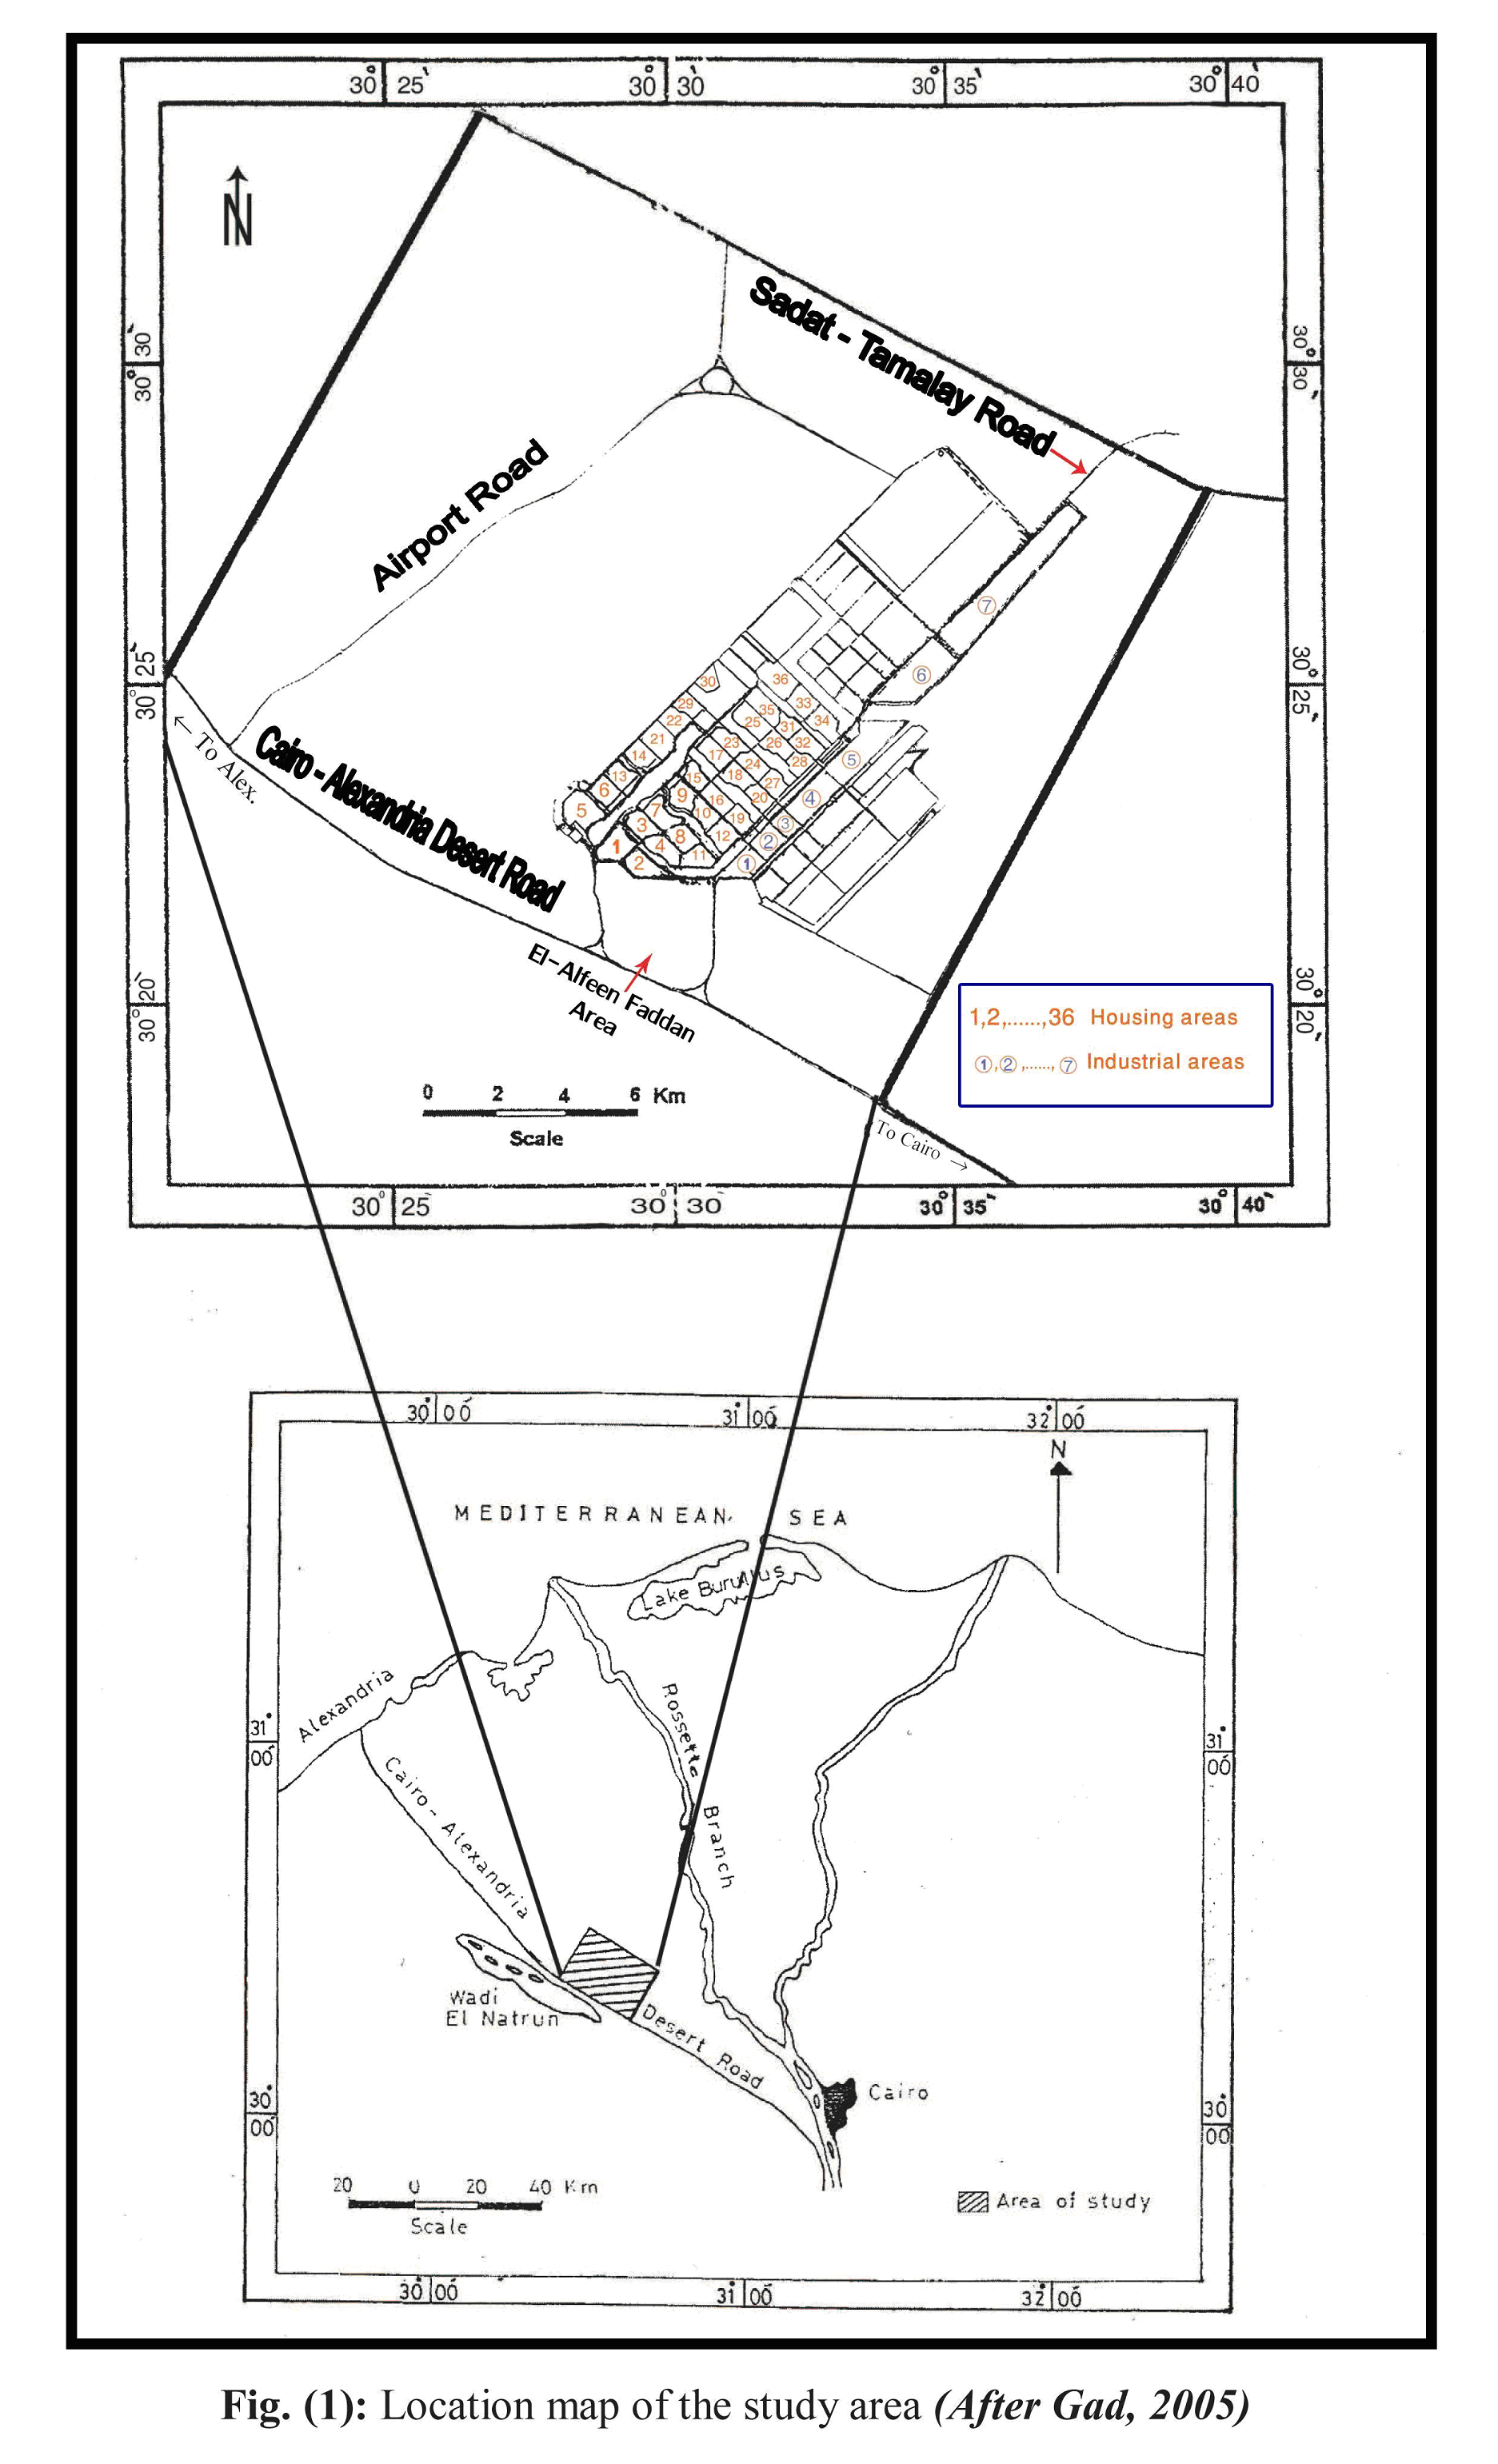 30° 25'
30° 30'
30° 35'
30° 40'
N
Sadat - Tamalay Road
Airport Road
30° 30'
30° 30'
30° 25'
30° 25'
30° 20'
30° 20'
← To Alex.
Cairo - Alexandria Desert Road
7
6
30
36
29
33
35
22
25
31
34
21
23
26
32
5
14
17
24
28
13
15
18
27
6
9
16
20
4
5
7
10
19
3
3
8
12
2
1
4
11
1
2
El-Alfeen Faddan
Area
1,2,......,36 Housing areas
①,②,......,⑦ Industrial areas
0 2 4 6 Km
Scale
To Cairo →
30° 25'
30° 30'
30° 35'
30° 40'
30° 00'
31° 00'
32° 00'
N
MEDITERRANEAN SEA
Lake Burullus
Alexandria
Rossette
Branch
31° 00'
31° 00'
Cairo - Alexandria
Desert Road
Wadi
El Natrun
Cairo
30° 00'
30° 00'
20 0 20 40 Km
Scale
Area of study
30° 00'
31° 00'
32° 00'
Fig. (1): Location map of the study area (After Gad, 2005)